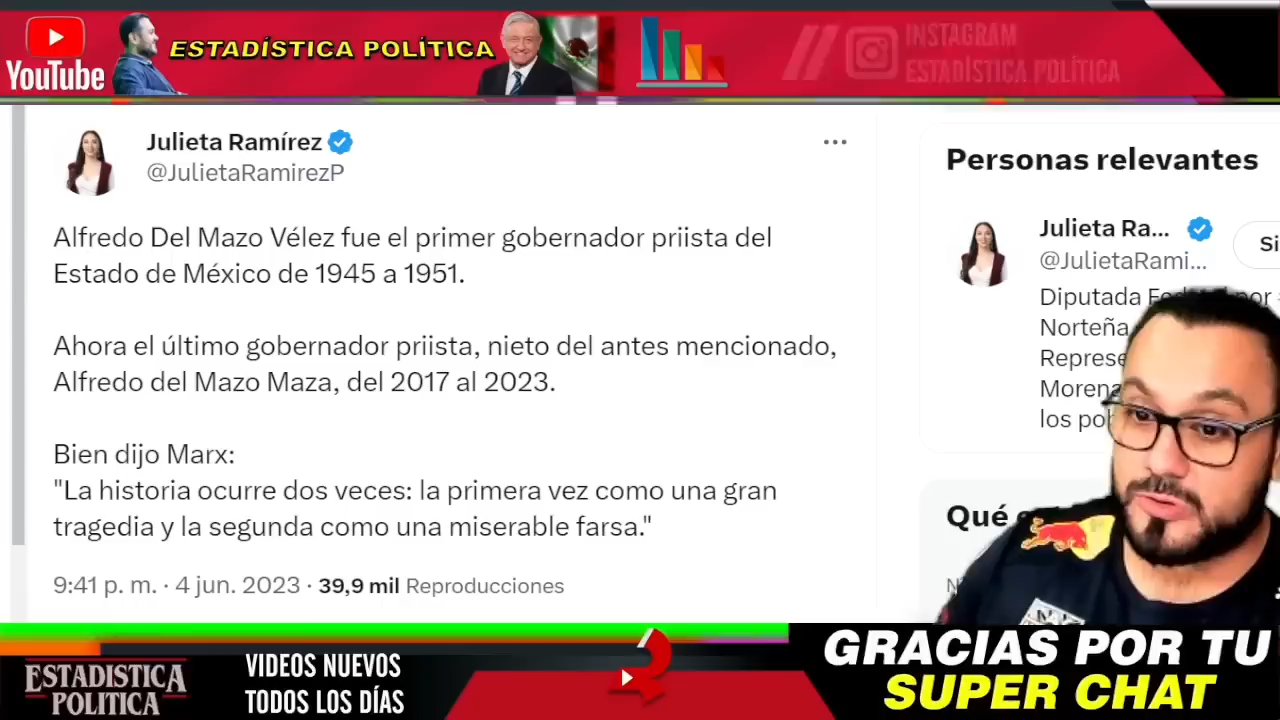 YouTube
ESTADÍSTICA POLÍTICA
INSTAGRAM
ESTADÍSTICA POLÍTICA
Julieta Ramírez
@JulietaRamirezP
Alfredo Del Mazo Vélez fue el primer gobernador priista del
Estado de México de 1945 a 1951.
Ahora el último gobernador priista, nieto del antes mencionado,
Alfredo del Mazo Maza, del 2017 al 2023.
Bien dijo Marx:
"La historia ocurre dos veces: la primera vez como una gran
tragedia y la segunda como una miserable farsa."
9:41 p. m. · 4 jun. 2023 · 39,9 mil Reproducciones
Personas relevantes
Julieta Ra...
@JulietaRami...
Diputada
Norteña
los
Qué
ESTADISTICA
POLITICA
VIDEOS NUEVOS
TODOS LOS DÍAS
GRACIAS POR TU
SUPER CHAT